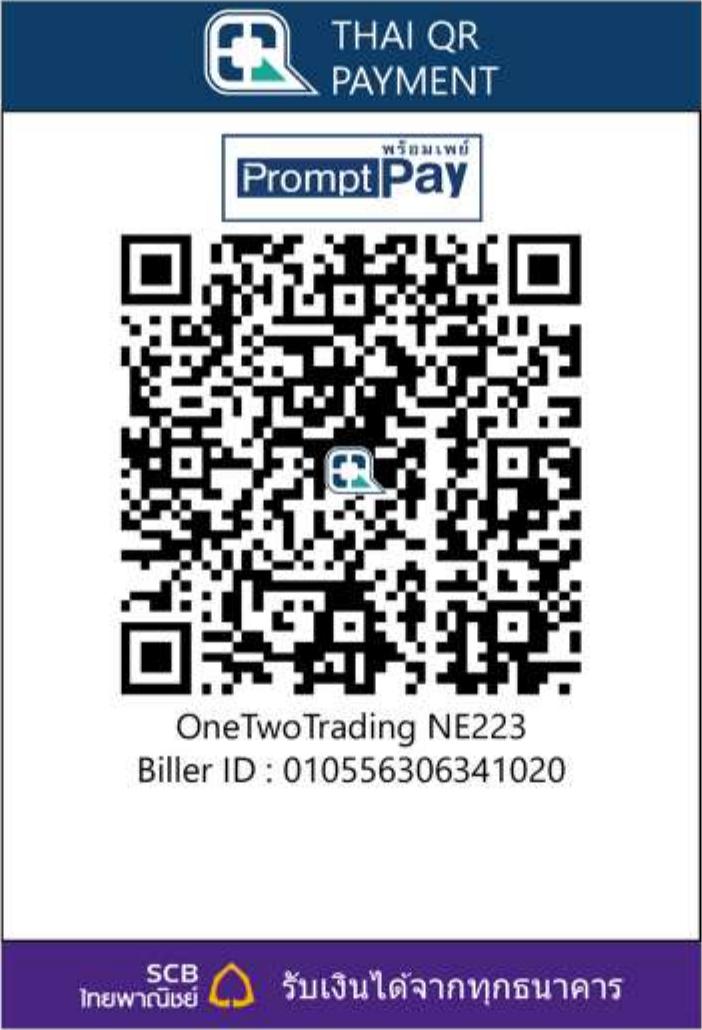 THAI QR
PAYMENT
พร้อมเพย์
Prompt Pay
OneTwoTrading NE223
Biller ID : 010556306341020
SCB
ไทยพาณิชย์
รับเงินได้จากทุกธนาคาร